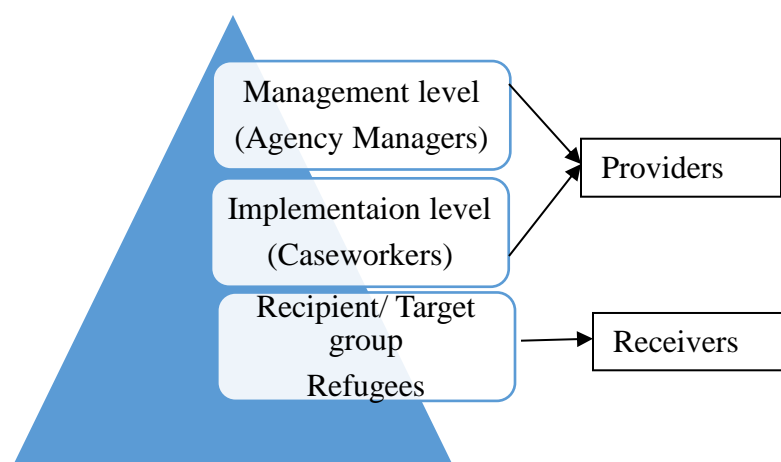 Management level
(Agency Managers)
Providers
Implementaion level
(Caseworkers)
Recipient/ Target
group
Refugees
Receivers